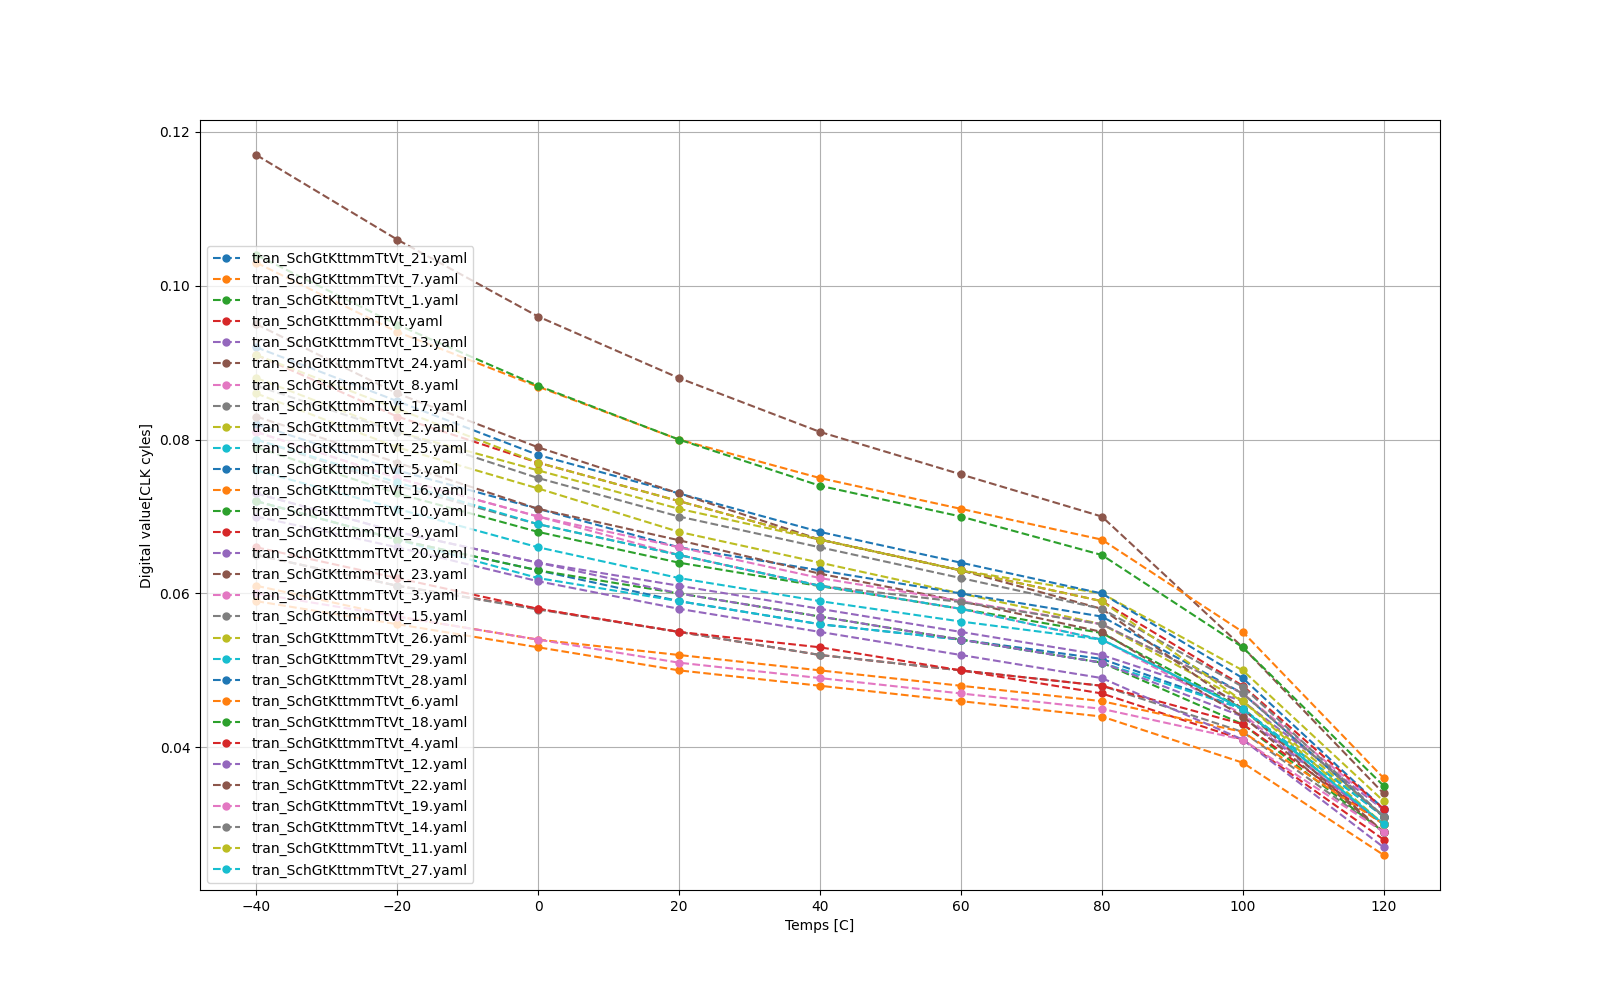 0.12
0.10
0.08
0.06
0.04
Digital value[CLK cyles]
tran_SchGtKttmmTtVt_21.yaml
tran_SchGtKttmmTtVt_7.yaml
tran_SchGtKttmmTtVt_1.yaml
tran_SchGtKttmmTtVt.yaml
tran_SchGtKttmmTtVt_13.yaml
tran_SchGtKttmmTtVt_24.yaml
tran_SchGtKttmmTtVt_8.yaml
tran_SchGtKttmmTtVt_17.yaml
tran_SchGtKttmmTtVt_2.yaml
tran_SchGtKttmmTtVt_25.yaml
tran_SchGtKttmmTtVt_5.yaml
tran_SchGtKttmmTtVt_16.yaml
tran_SchGtKttmmTtVt_10.yaml
tran_SchGtKttmmTtVt_9.yaml
tran_SchGtKttmmTtVt_20.yaml
tran_SchGtKttmmTtVt_23.yaml
tran_SchGtKttmmTtVt_3.yaml
tran_SchGtKttmmTtVt_15.yaml
tran_SchGtKttmmTtVt_26.yaml
tran_SchGtKttmmTtVt_29.yaml
tran_SchGtKttmmTtVt_28.yaml
tran_SchGtKttmmTtVt_6.yaml
tran_SchGtKttmmTtVt_18.yaml
tran_SchGtKttmmTtVt_4.yaml
tran_SchGtKttmmTtVt_12.yaml
tran_SchGtKttmmTtVt_22.yaml
tran_SchGtKttmmTtVt_19.yaml
tran_SchGtKttmmTtVt_14.yaml
tran_SchGtKttmmTtVt_11.yaml
tran_SchGtKttmmTtVt_27.yaml
−40 −20 0 20 40 60 80 100 120
Temps [C]